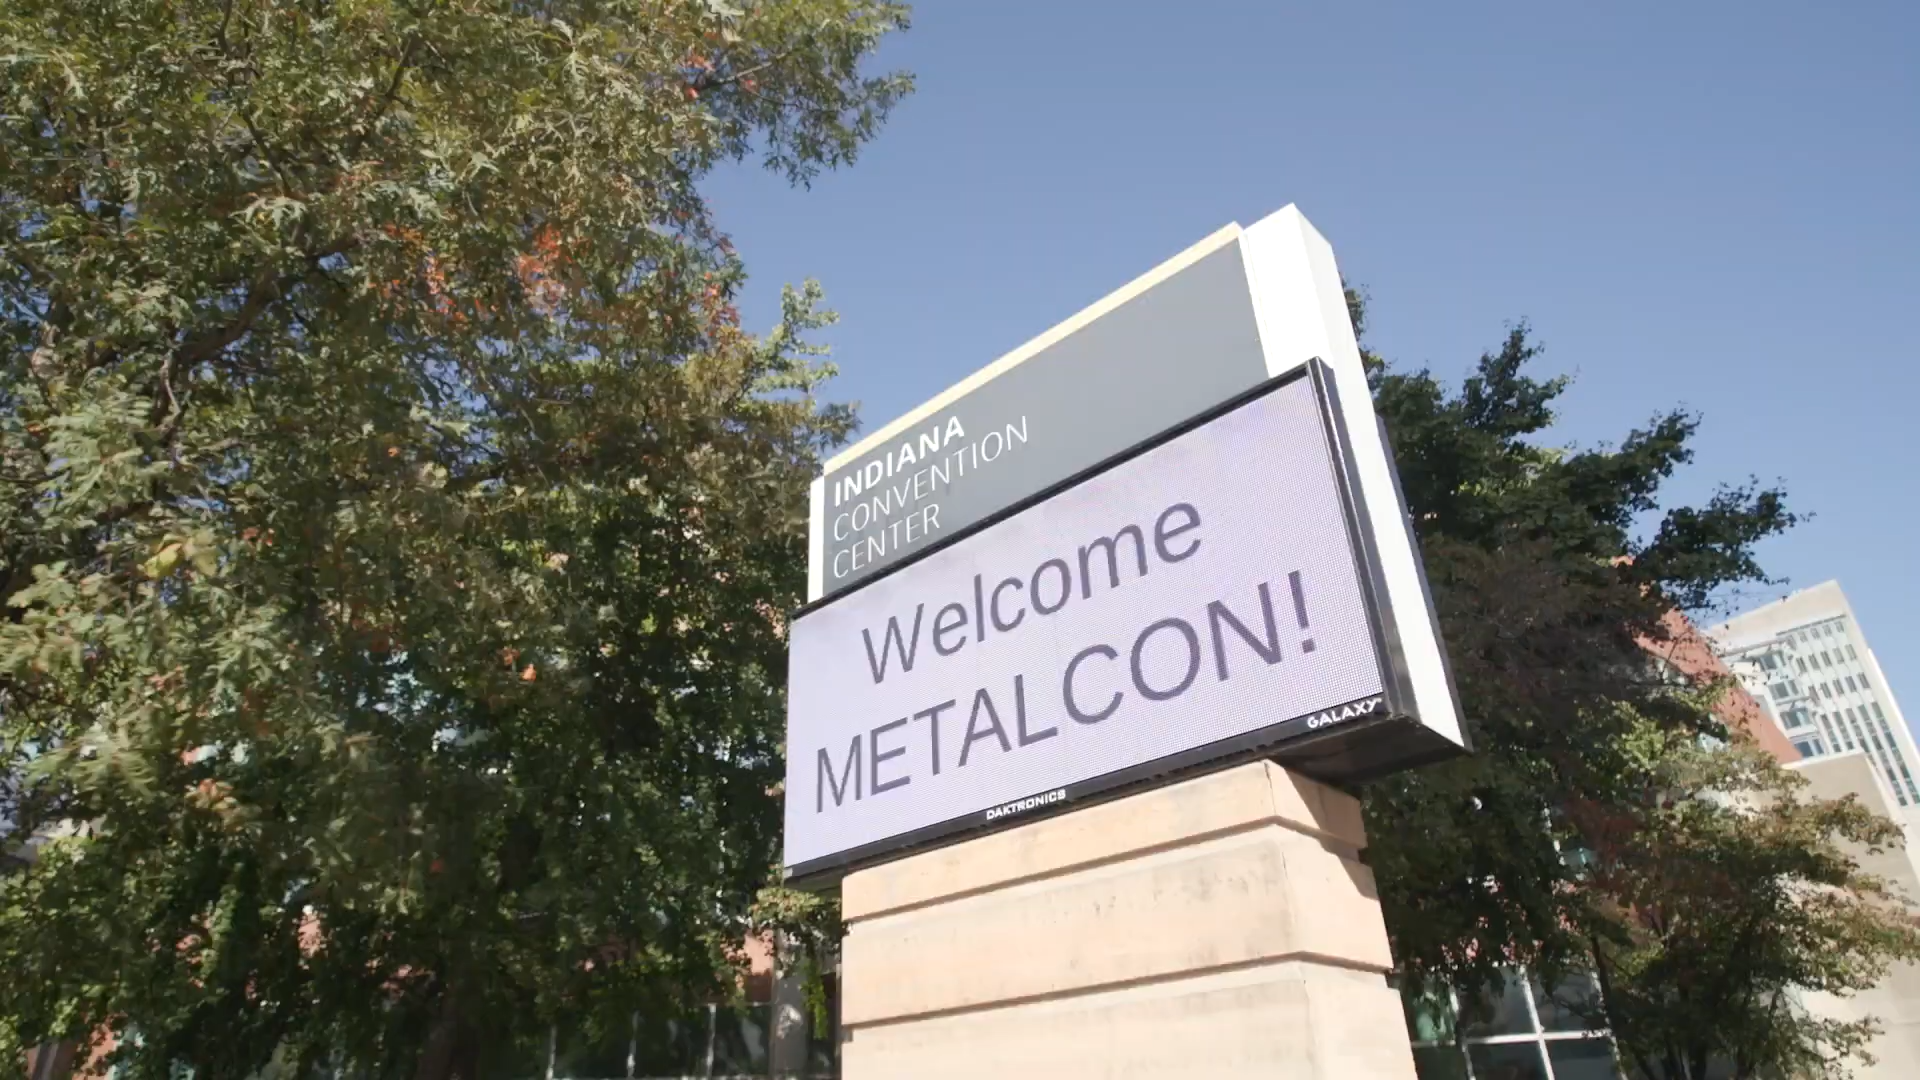 INDIANA
CONVENTION
CENTER
Welcome
METALCON!
GALAXY
DAKTRONICS